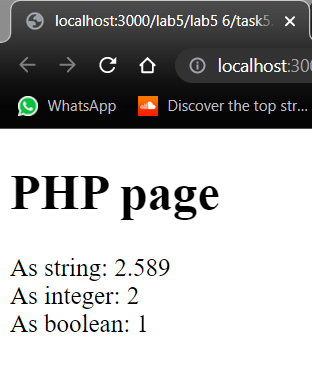 localhost:3000/lab5/lab5 6/task5.
localhost:300
WhatsApp
Discover the top str...
PHP page
As string: 2.589
As integer: 2
As boolean: 1